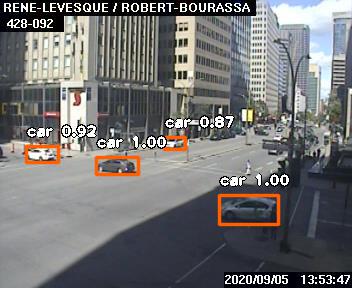 RENE-LEVESQUE / ROBERT-BOURASSA
428-092
car 0.87
car 0.92
car 1.00
car 1.00
2020/09/05 13:53:47